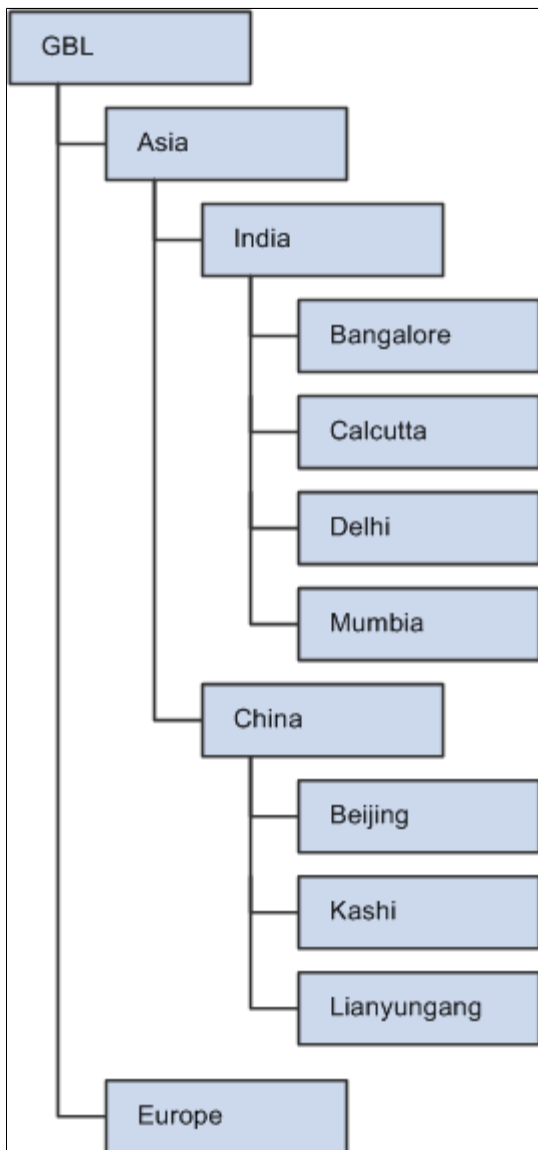 GBL
Asia
India
Bangalore
Calcutta
Delhi
Mumbia
China
Beijing
Kashi
Lianyungang
Europe